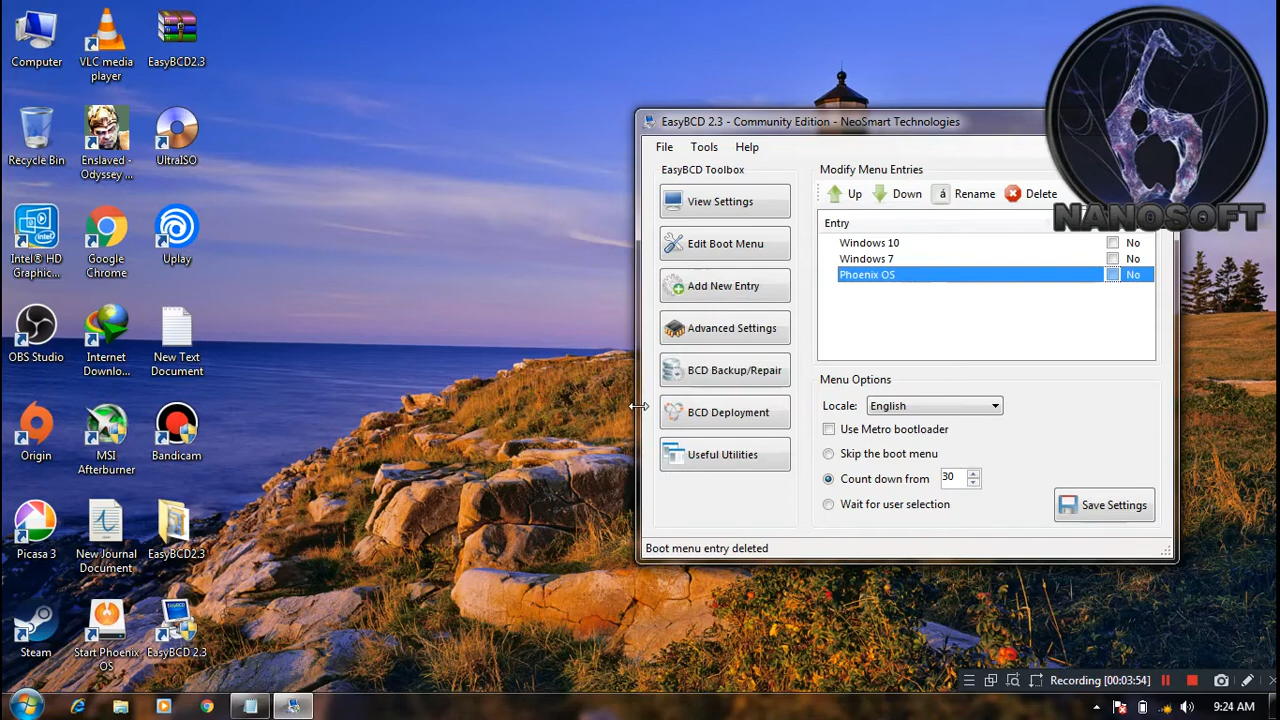 Computer
VLC media
player
EasyBCD2.3
Recycle Bin
Enslaved -
Odyssey ...
UltraISO
Intel® HD
Graphic...
Google
Chrome
Uplay
OBS Studio
Internet
Downlo...
New Text
Document
Origin
MSI
Afterburner
Bandicam
Picasa 3
New Journal
Document
EasyBCD2.3
Steam
Start Phoenix
OS
EasyBCD 2.3
EasyBCD 2.3 - Community Edition - NeoSmart Technologies
File Tools Help
EasyBCD Toolbox
View Settings
Edit Boot Menu
Add New Entry
Advanced Settings
BCD Backup/Repair
BCD Deployment
Useful Utilities
Modify Menu Entries
Up Down Rename Delete
Entry
Windows 10 No
Windows 7 No
Phoenix OS No
Menu Options
Locale: English
Use Metro bootloader
Skip the boot menu
Count down from 30
Wait for user selection
Save Settings
Boot menu entry deleted
NANOSOFT
Recording [00:03:54]
9:24 AM